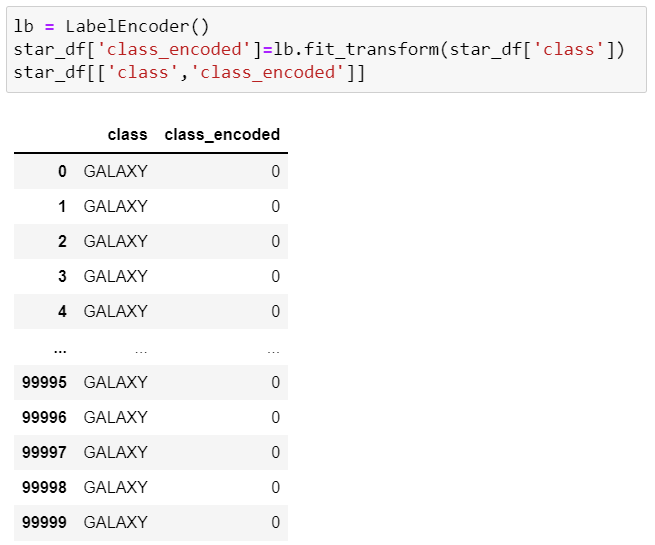 lb = LabelEncoder()
star_df['class_encoded']=lb.fit_transform(star_df['class'])
star_df[['class','class_encoded']]
class class_encoded
0 GALAXY 0
1 GALAXY 0
2 GALAXY 0
3 GALAXY 0
4 GALAXY 0
... ... ...
99995 GALAXY 0
99996 GALAXY 0
99997 GALAXY 0
99998 GALAXY 0
99999 GALAXY 0